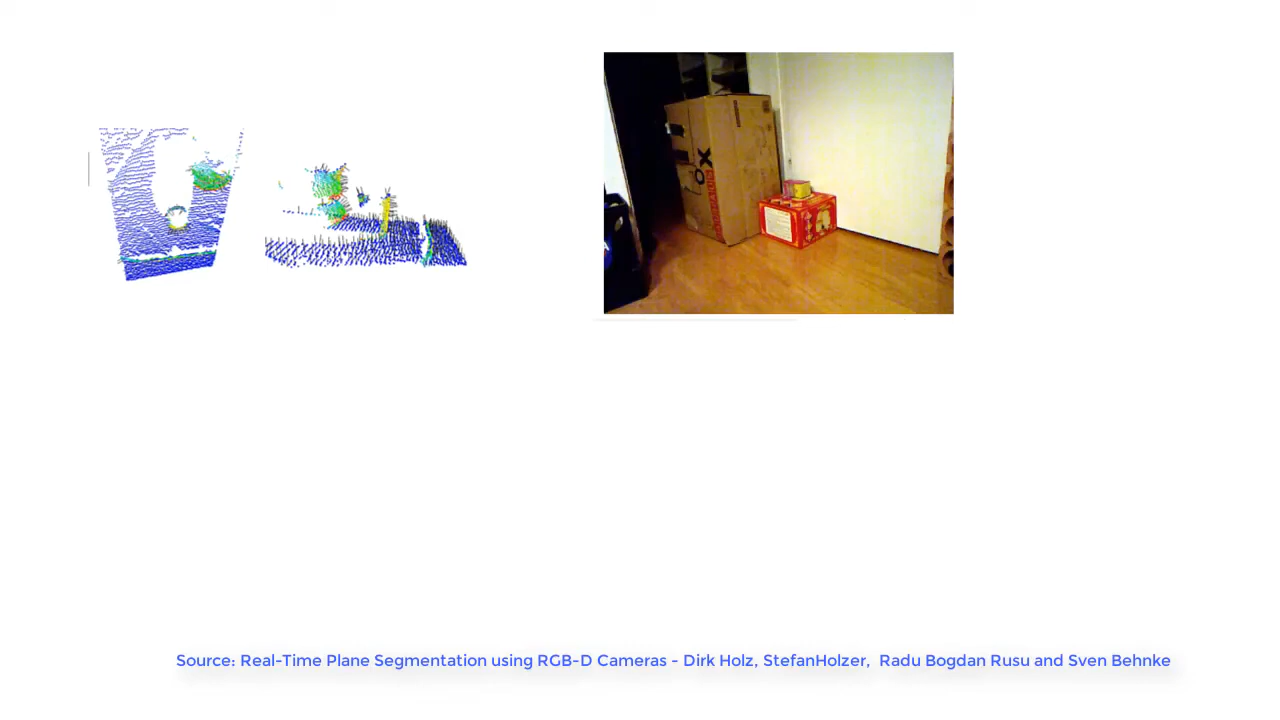 Source: Real-Time Plane Segmentation using RGB-D Cameras - Dirk Holz, StefanHolzer, Radu Bogdan Rusu and Sven Behnke